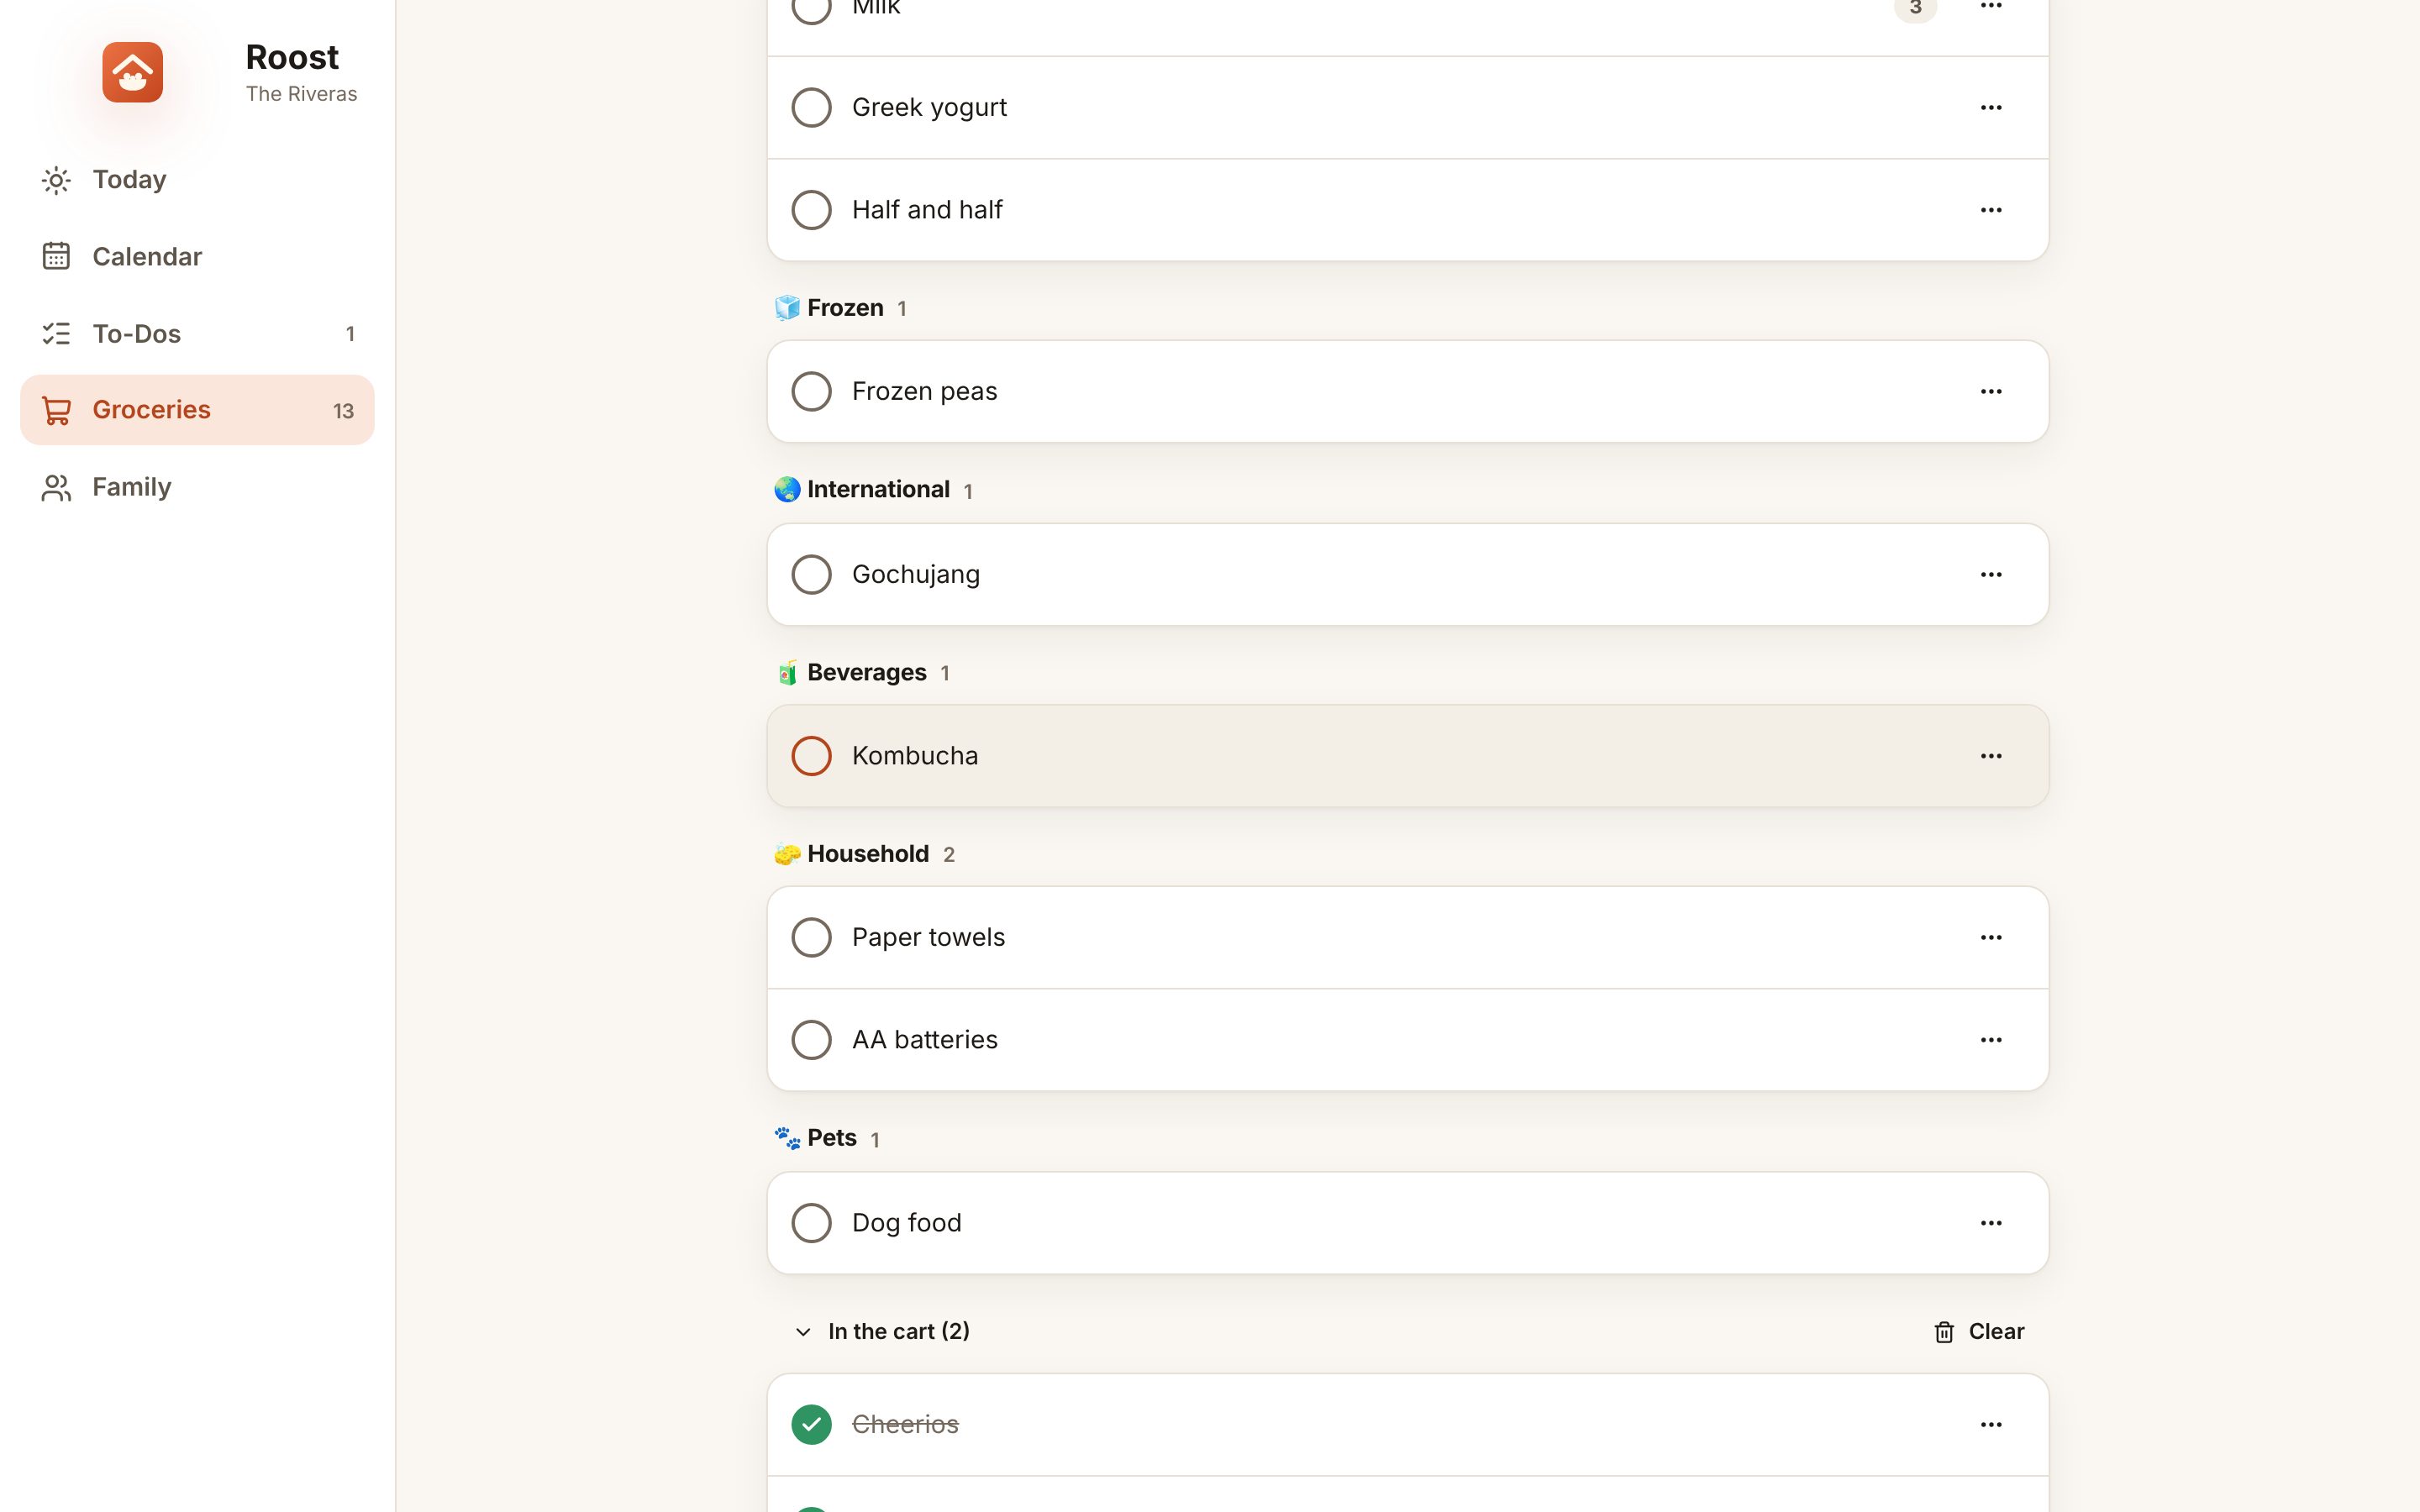 Roost
The Riveras
Today
Calendar
To-Dos 1
Groceries 13
Family
Milk 3
Greek yogurt
Half and half
Frozen 1
Frozen peas
International 1
Gochujang
Beverages 1
Kombucha
Household 2
Paper towels
AA batteries
Pets 1
Dog food
In the cart (2) Clear
Cheerios